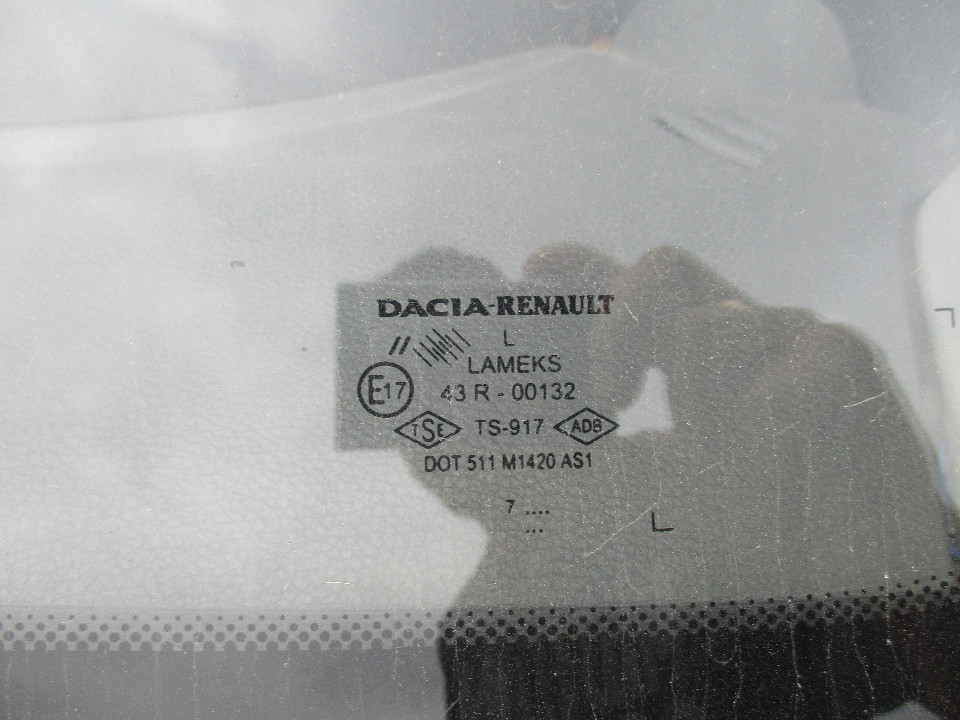 DACIA-RENAULT
//
L
LAMEKS
E17
43 R - 00132
TSE
TS-917
ADB
DOT 511 M1420 AS1
7 ....
...